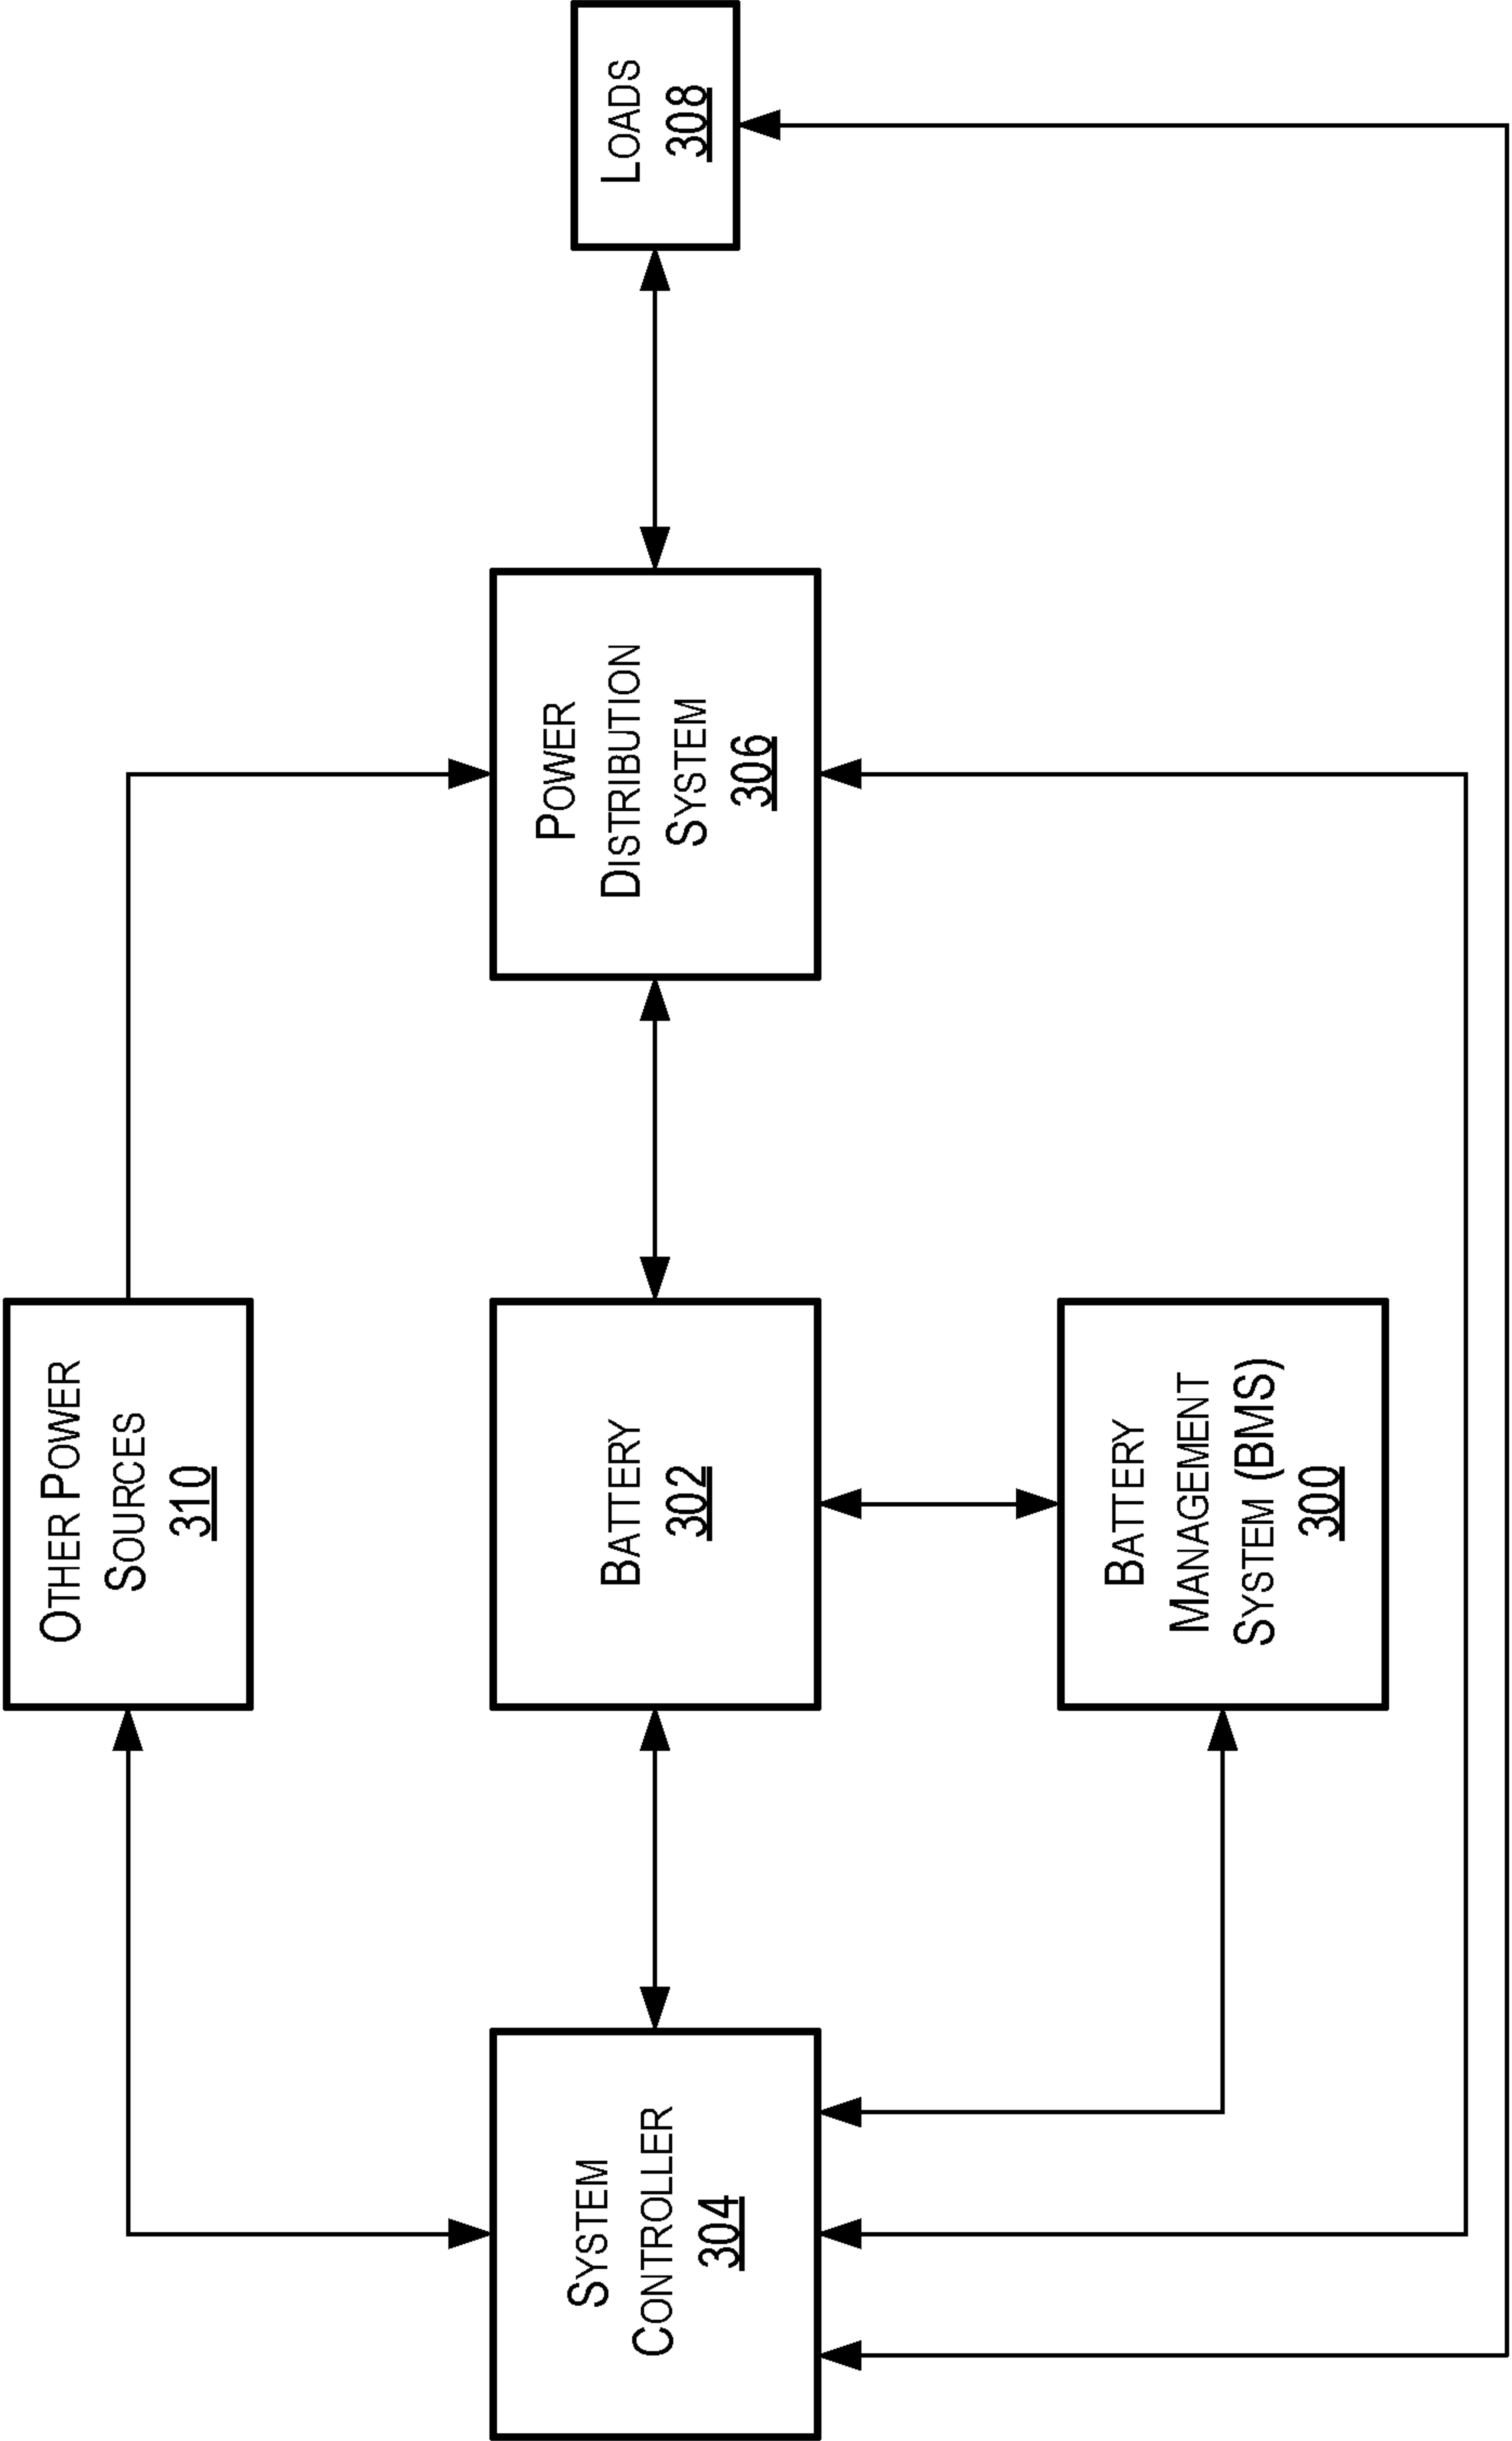 OTHER POWER
SOURCES
310
SYSTEM
CONTROLLER
304
BATTERY
302
POWER
DISTRIBUTION
SYSTEM
306
LOADS
308
BATTERY
MANAGEMENT
SYSTEM (BMS)
300